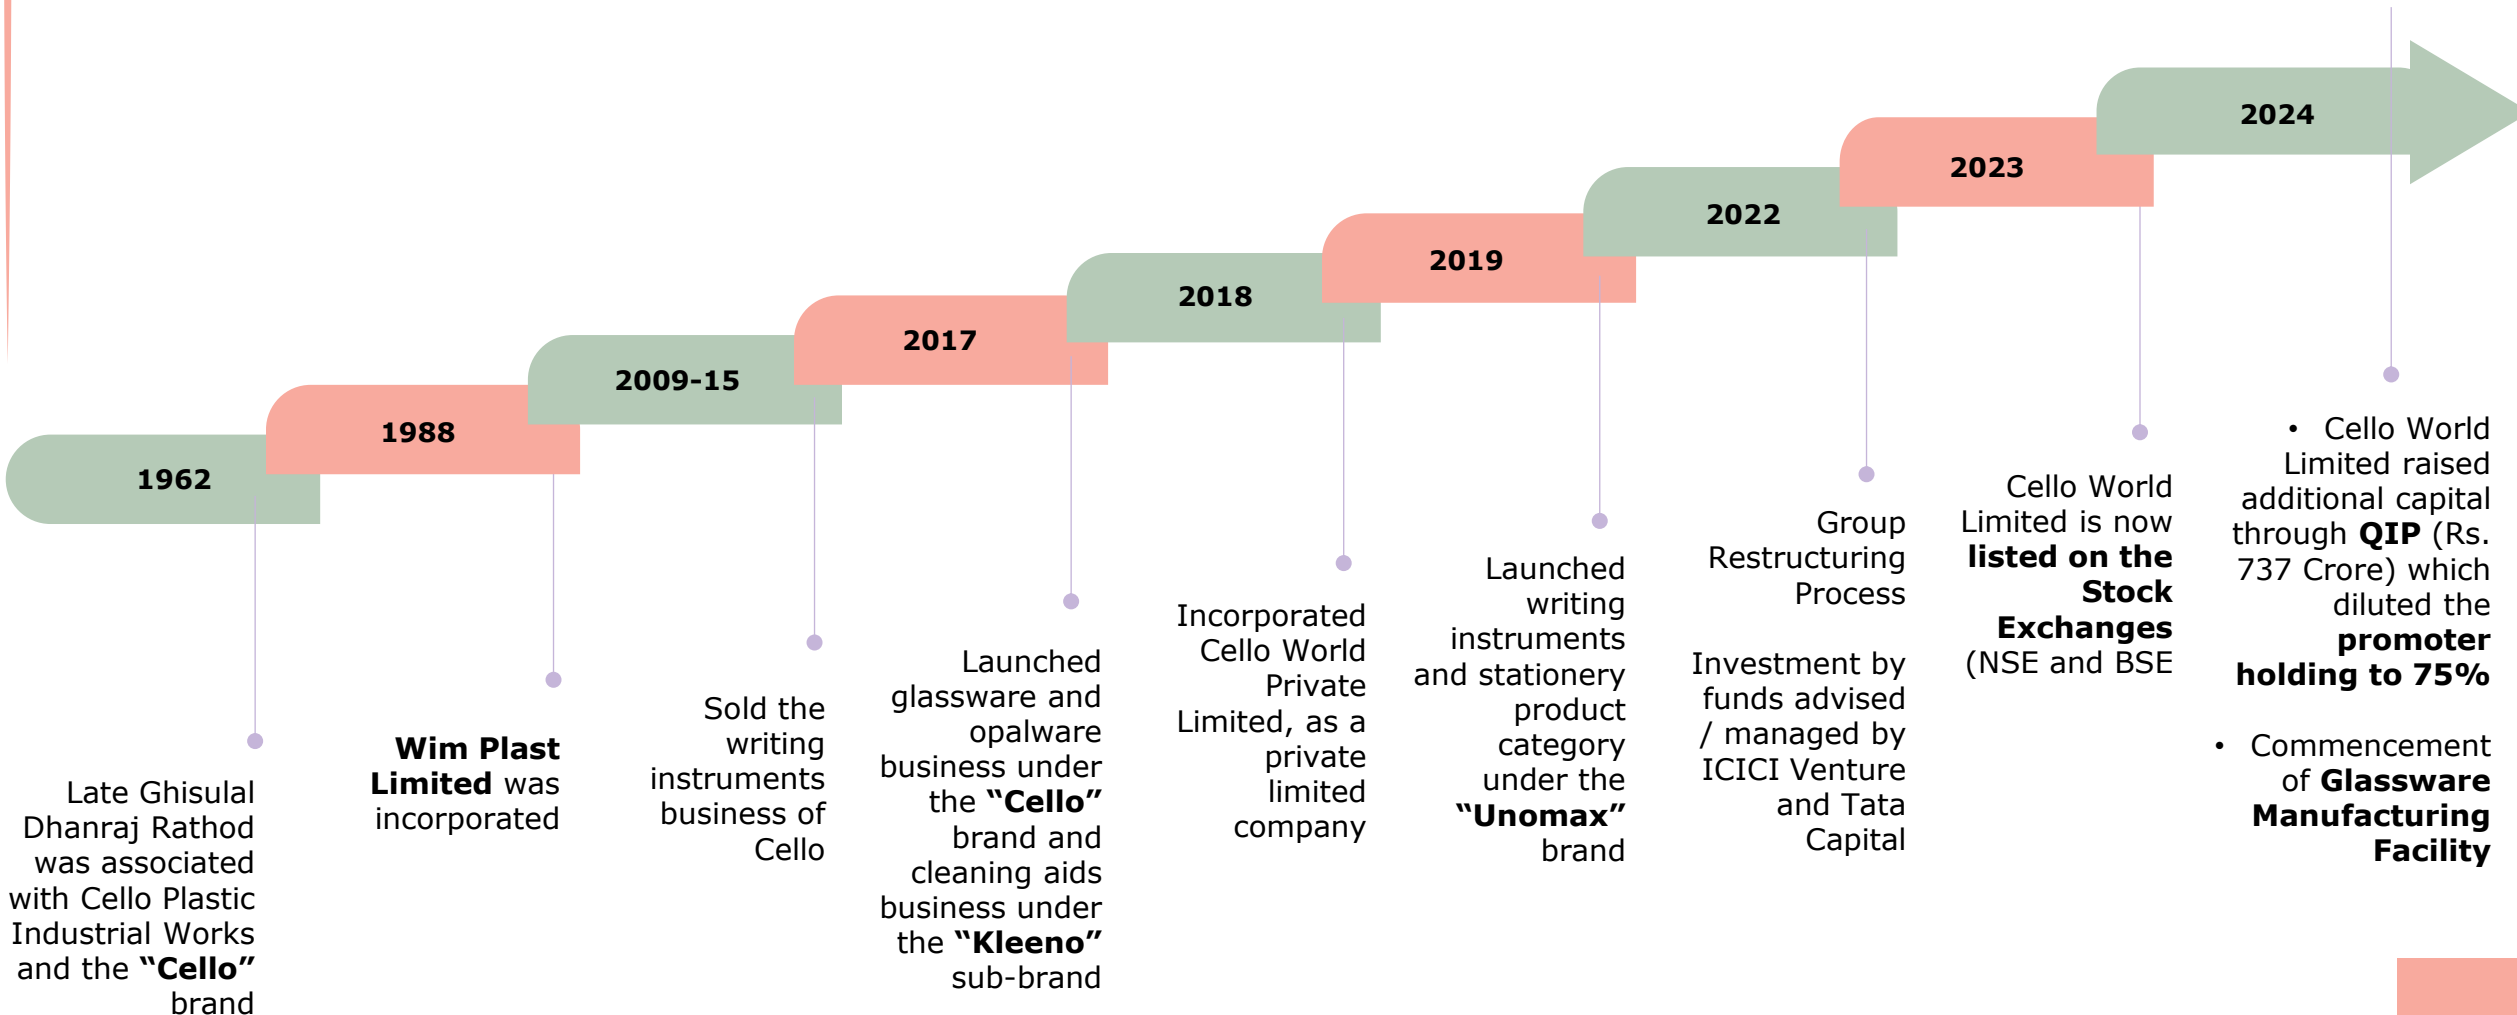 1962
Late Ghisulal
Dhanraj Rathod
was associated
with Cello Plastic
Industrial Works
and the “Cello”
brand
1988
Wim Plast
Limited was
incorporated
2009-15
Sold the
writing
instruments
business of
Cello
2017
Launched
glassware and
opalware
business under
the “Cello”
brand and
cleaning aids
business under
the “Kleeno”
sub-brand
2018
Incorporated
Cello World
Private
Limited, as a
private
limited
company
2019
Launched
writing
instruments
and stationery
product
category
under the
“Unomax”
brand
2022
Group
Restructuring
Process
Investment by
funds advised
/ managed by
ICICI Venture
and Tata
Capital
2023
Cello World
Limited is now
listed on the
Stock
Exchanges
(NSE and BSE
2024
• Cello World
Limited raised
additional capital
through QIP (Rs.
737 Crore) which
diluted the
promoter
holding to 75%
• Commencement
of Glassware
Manufacturing
Facility